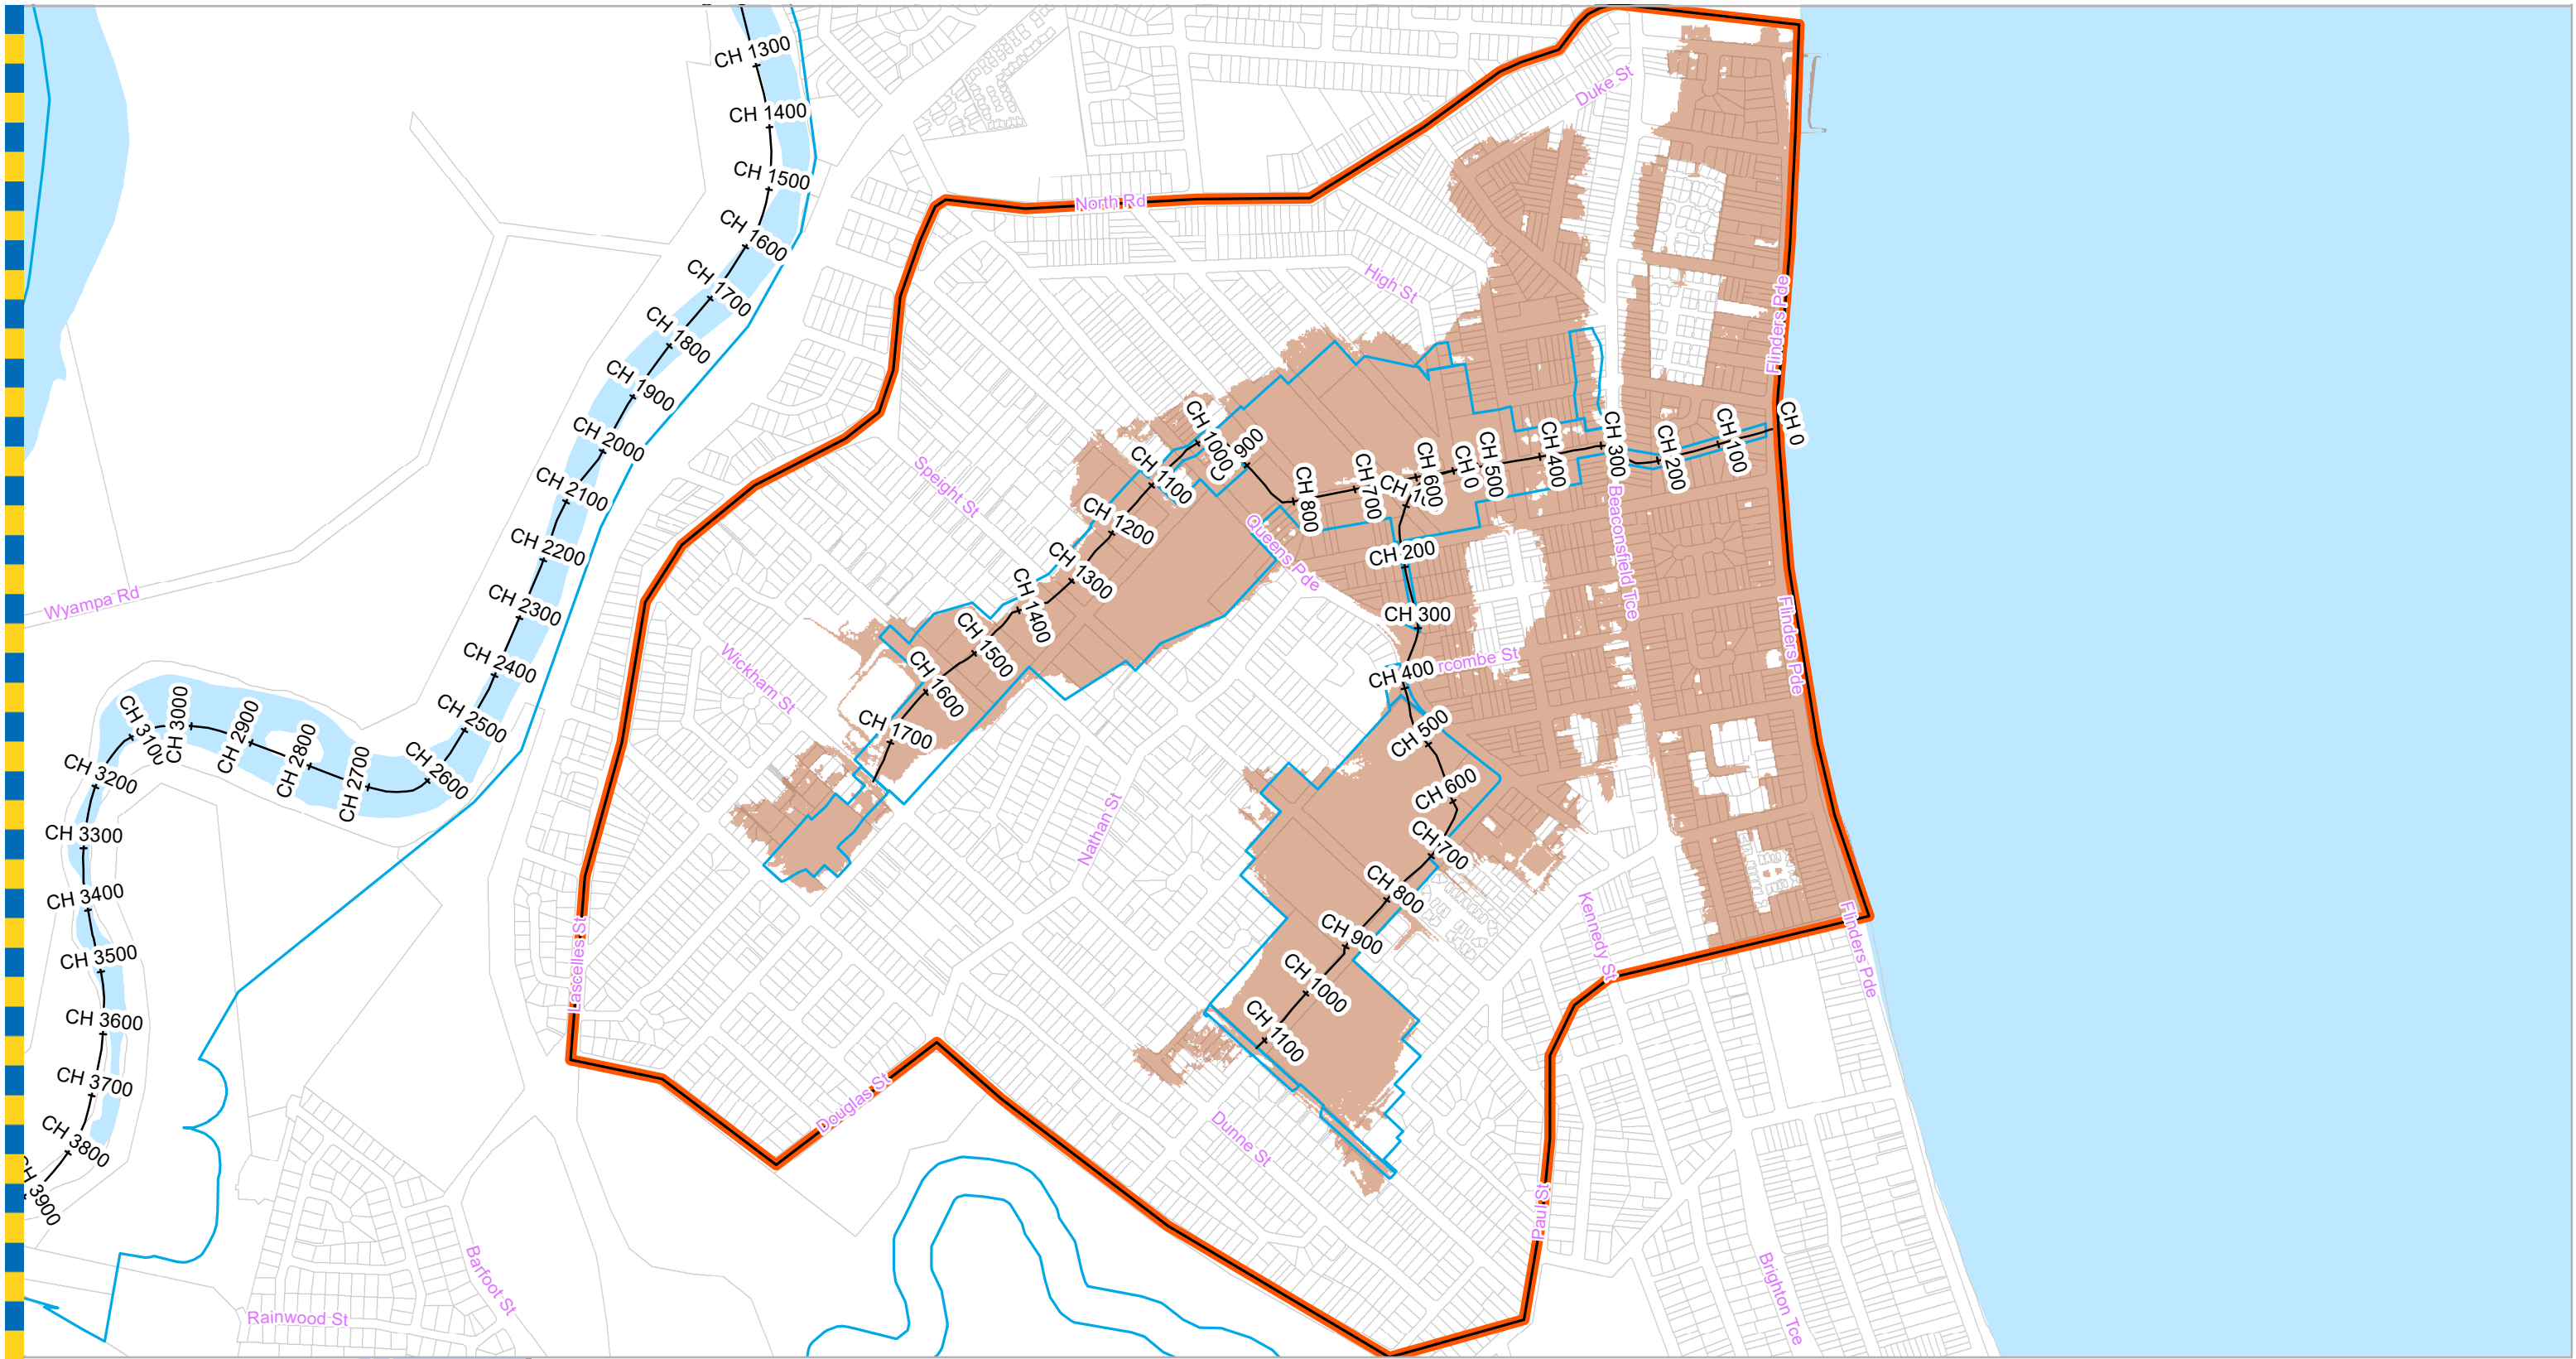 CH 1300
CH 1400
CH 1500
CH 1600
CH 1700
CH 1800
CH 1900
CH 2000
CH 2100
CH 2200
CH 2300
CH 2400
CH 2500
CH 2600
CH 2700
CH 2800
CH 2900
CH 3000
CH 3100
CH 3200
CH 3300
CH 3400
CH 3500
CH 3600
CH 3700
CH 3800
CH 3900
Wyampa Rd
Rainwood St
Barfoot St
Lascelles St
Douglas St
Wickham St
Speight St
North Rd
Duke St
High St
Queens Pde
Nathan St
Dunne St
Paul St
Kennedy St
Brighton Tce
Beaconsfield Tce
Flinders Pde
Flinders Pde
Flinders Pde
rcombe St
CH 0
CH 100
CH 200
CH 300
CH 400
CH 500
CH 600
CH 700
CH 800
900
CH 1000
CH 1100
CH 1200
CH 1300
CH 1400
CH 1500
CH 1600
CH 1700
CH 0
CH 200
CH 300
CH 400
CH 500
CH 600
CH 700
CH 800
CH 900
CH 1000
CH 1100